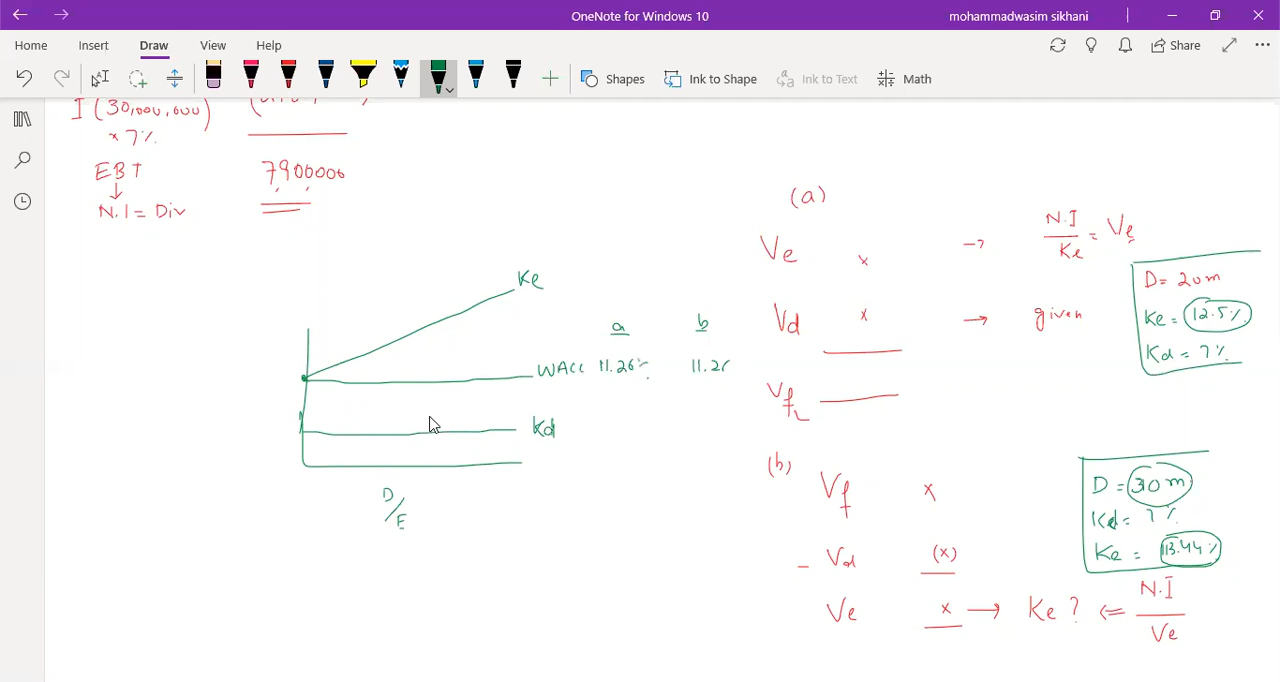 OneNote for Windows 10
mohammadwasim sikhani
Home Insert Draw View Help
Share
Shapes Ink to Shape Ink to Text Math
I (30,000,000)
× 7%
EBT 7900000
↓
N.I = Div
Ke
a b
WACC 11.26% 11.26
Kd
D/E
(a)
Ve × → N.I/Ke = Ve
Vd × → given
Vf ___
D = 20m
Ke = 12.5%
Kd = 7%
(b)
Vf ×
- Vd (×)
Ve × → Ke ? ⇐ N.I/Ve
D = 30m
Kd = 7%
Ke = 13.44%